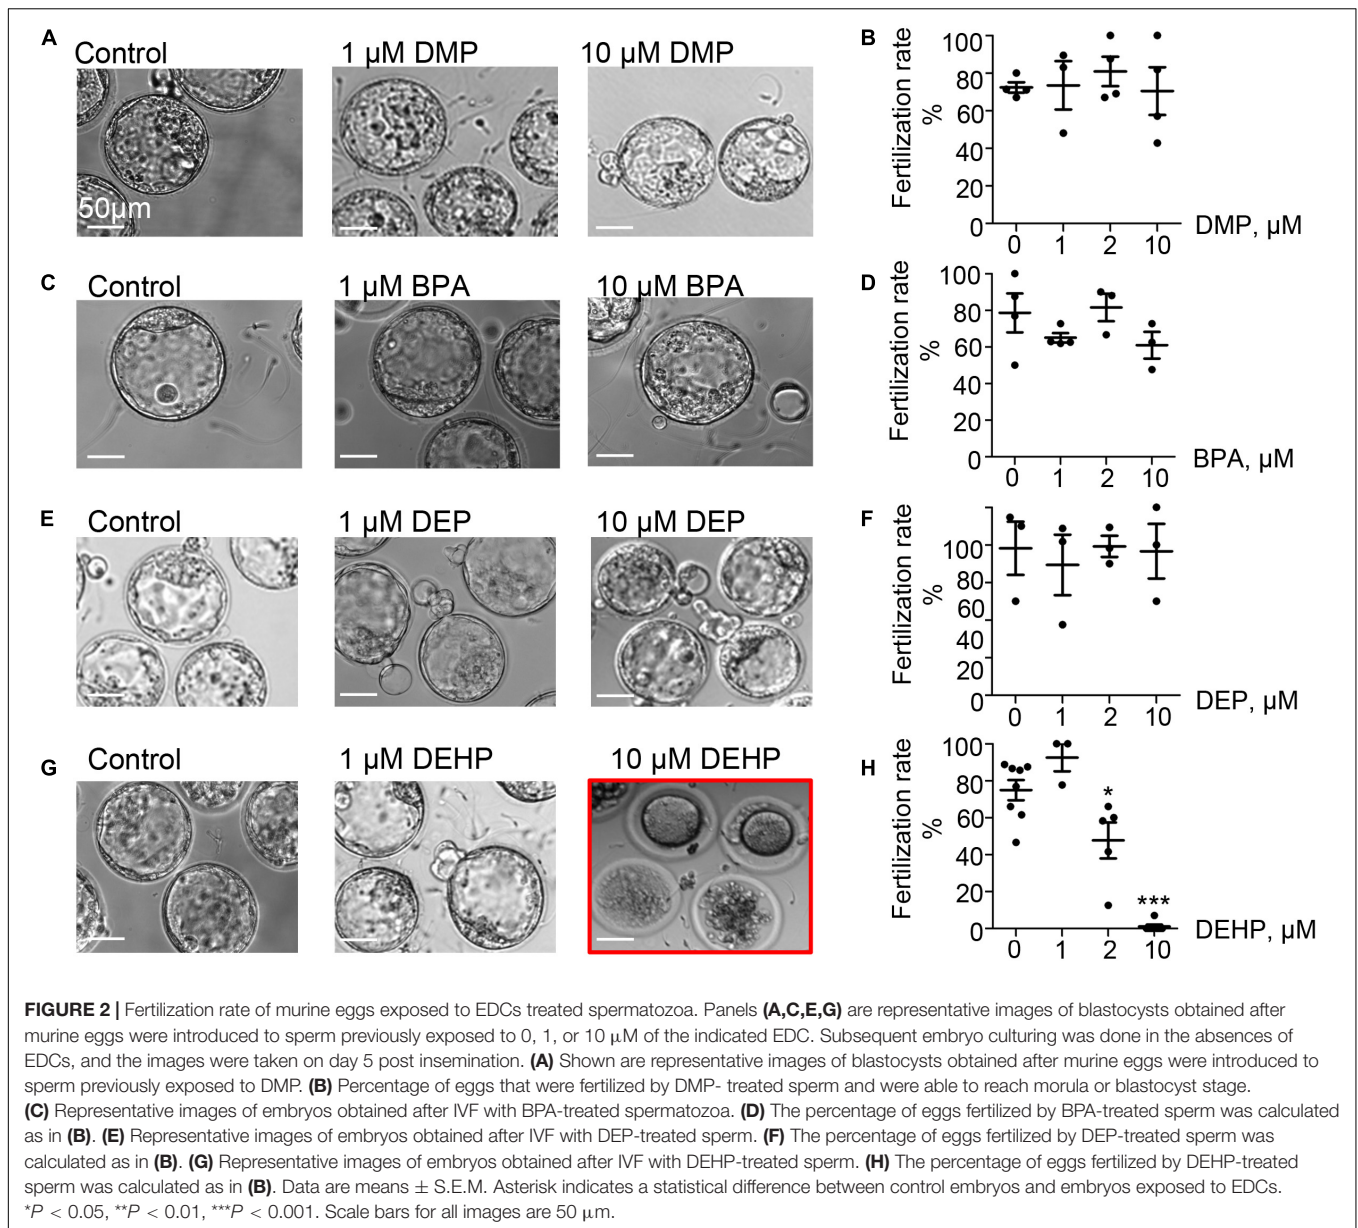 A
Control
1 µM DMP
10 µM DMP
50µm
B
Fertilization rate
%
100
80
60
40
20
0
0 1 2 10
DMP, µM
C
Control
1 µM BPA
10 µM BPA
D
Fertilization rate
%
100
80
60
40
20
0
0 1 2 10
BPA, µM
E
Control
1 µM DEP
10 µM DEP
F
Fertilization rate
%
100
80
60
40
20
0
0 1 2 10
DEP, µM
G
Control
1 µM DEHP
10 µM DEHP
H
Fertilization rate
%
100
80
60
40
20
0
*
***
0 1 2 10
DEHP, µM
FIGURE 2 | Fertilization rate of murine eggs exposed to EDCs treated spermatozoa. Panels (A,C,E,G) are representative images of blastocysts obtained after
murine eggs were introduced to sperm previously exposed to 0, 1, or 10 µM of the indicated EDC. Subsequent embryo culturing was done in the absences of
EDCs, and the images were taken on day 5 post insemination. (A) Shown are representative images of blastocysts obtained after murine eggs were introduced to
sperm previously exposed to DMP. (B) Percentage of eggs that were fertilized by DMP- treated sperm and were able to reach morula or blastocyst stage.
(C) Representative images of embryos obtained after IVF with BPA-treated spermatozoa. (D) The percentage of eggs fertilized by BPA-treated sperm was calculated
as in (B). (E) Representative images of embryos obtained after IVF with DEP-treated sperm. (F) The percentage of eggs fertilized by DEP-treated sperm was
calculated as in (B). (G) Representative images of embryos obtained after IVF with DEHP-treated sperm. (H) The percentage of eggs fertilized by DEHP-treated
sperm was calculated as in (B). Data are means ± S.E.M. Asterisk indicates a statistical difference between control embryos and embryos exposed to EDCs.
*P < 0.05, **P < 0.01, ***P < 0.001. Scale bars for all images are 50 µm.